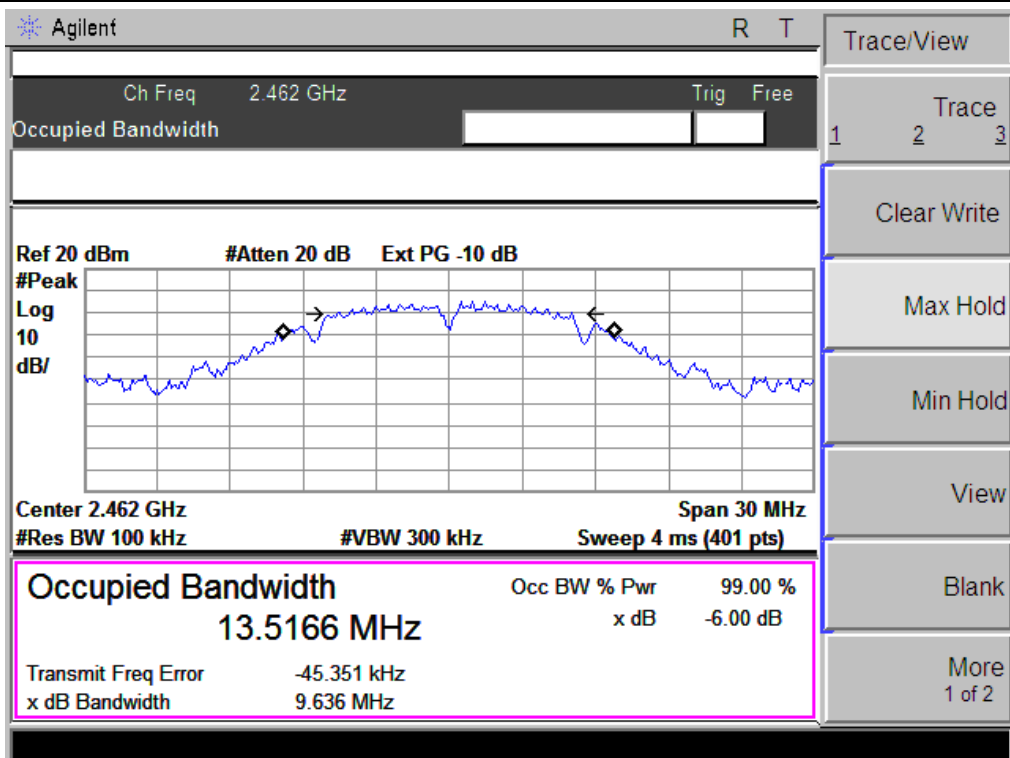 Agilent R T
Trace/View
Ch Freq 2.462 GHz Trig Free
Occupied Bandwidth
Trace
1 2 3
Clear Write
Ref 20 dBm #Atten 20 dB Ext PG -10 dB
#Peak
Log
10
dB/
Max Hold
Min Hold
Center 2.462 GHz Span 30 MHz
#Res BW 100 kHz #VBW 300 kHz Sweep 4 ms (401 pts)
View
Occupied Bandwidth Occ BW % Pwr 99.00 %
13.5166 MHz x dB -6.00 dB
Transmit Freq Error -45.351 kHz
x dB Bandwidth 9.636 MHz
Blank
More
1 of 2